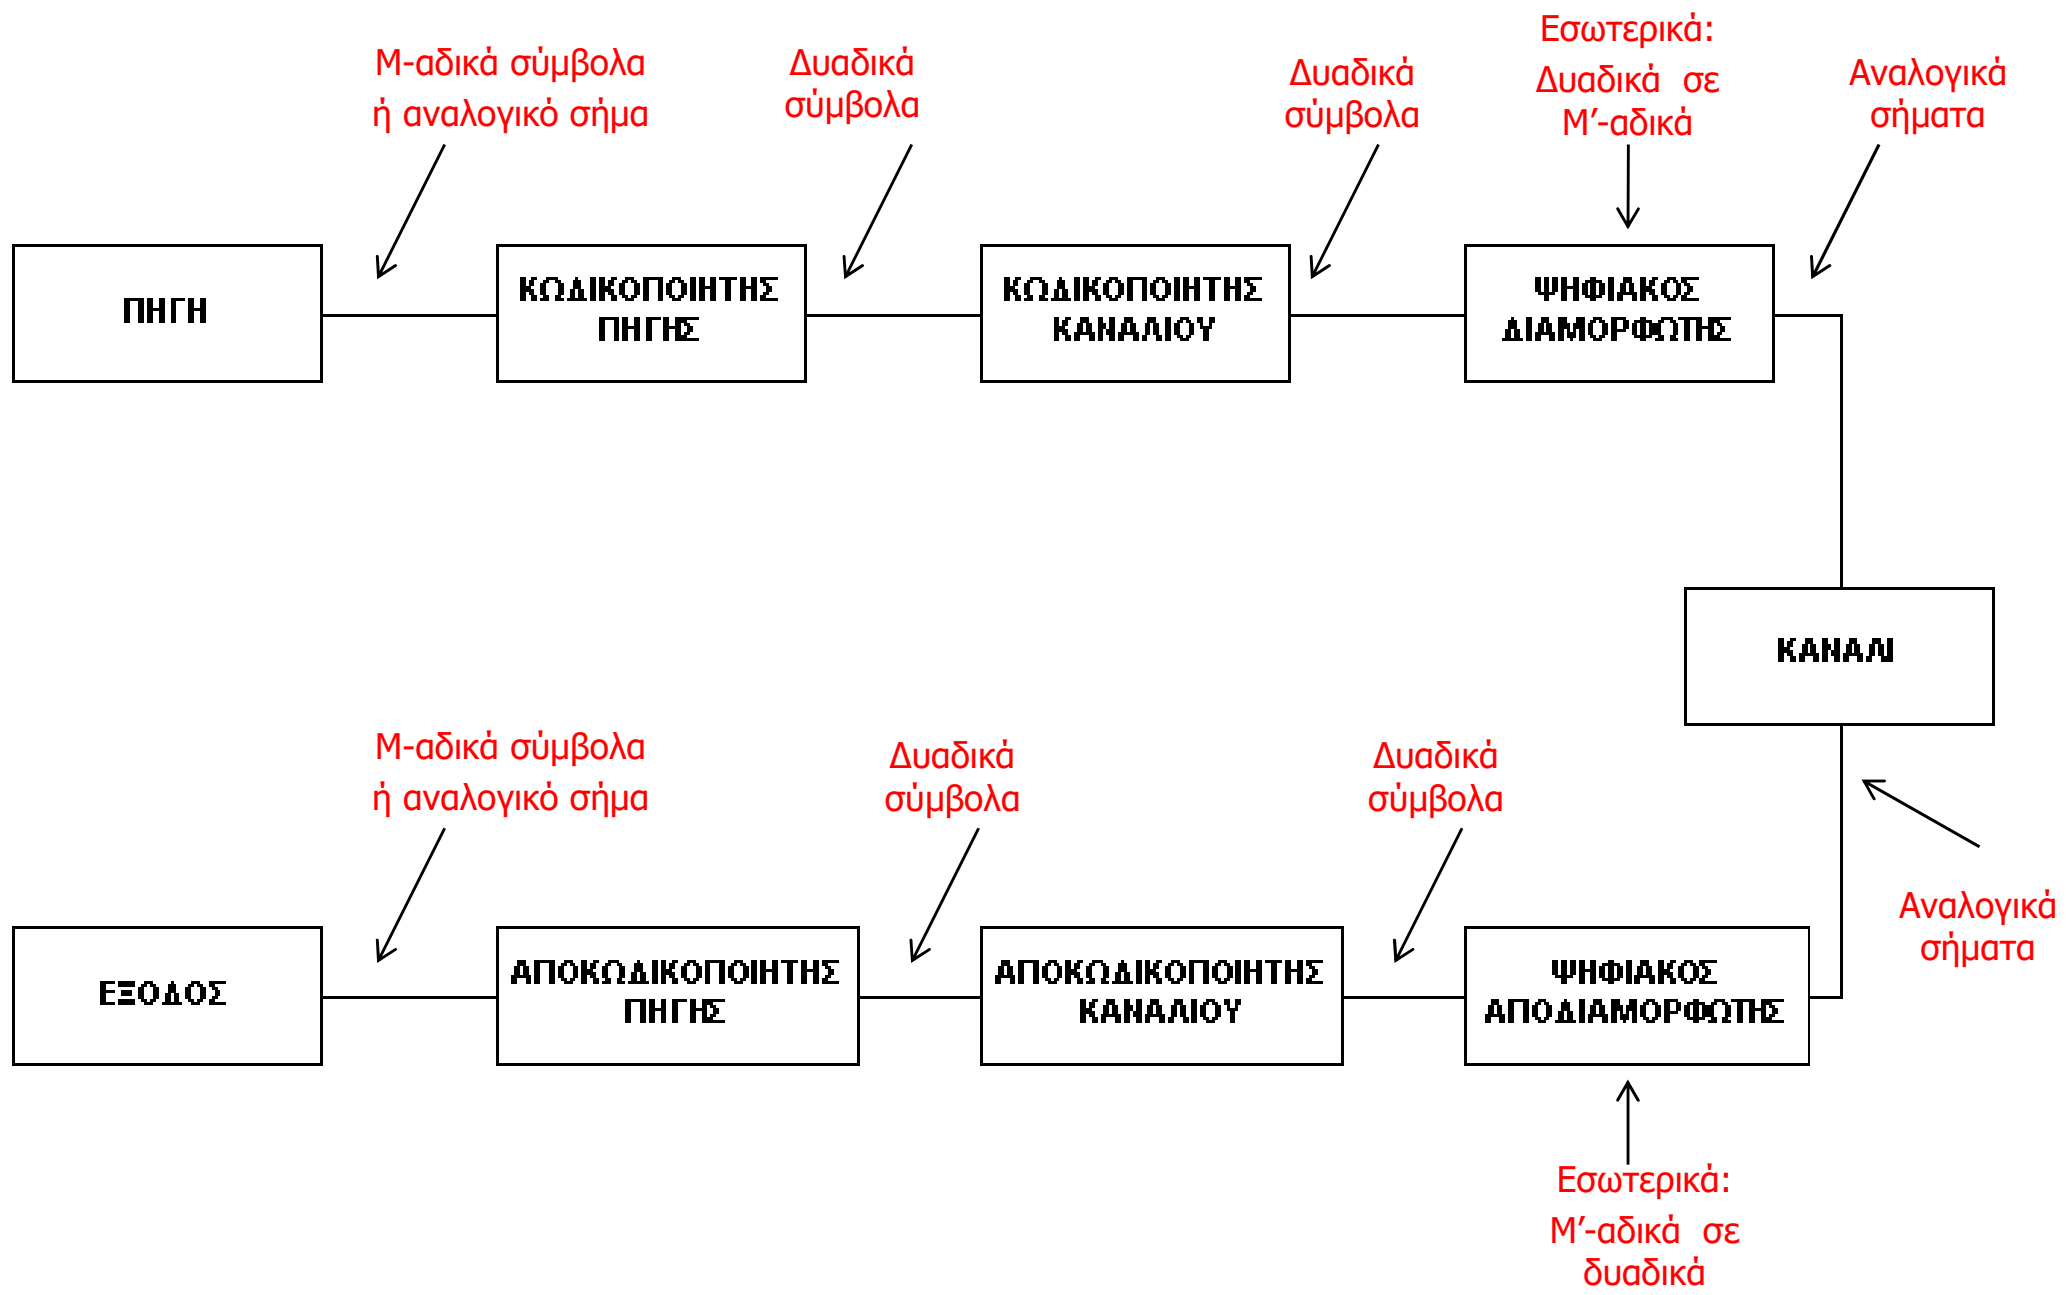 Μ-αδικά σύμβολα
ή αναλογικό σήμα
Δυαδικά
σύμβολα
Δυαδικά
σύμβολα
Εσωτερικά:
Δυαδικά σε
Μ’-αδικά
Αναλογικά
σήματα
ΠΗΓΗ
ΚΩΔΙΚΟΠΟΙΗΤΗΣ
ΠΗΓΗΣ
ΚΩΔΙΚΟΠΟΙΗΤΗΣ
ΚΑΝΑΛΙΟΥ
ΨΗΦΙΑΚΟΣ
ΔΙΑΜΟΡΦΩΤΗΣ
ΚΑΝΑΛΙ
Μ-αδικά σύμβολα
ή αναλογικό σήμα
Δυαδικά
σύμβολα
Δυαδικά
σύμβολα
Αναλογικά
σήματα
ΕΞΟΔΟΣ
ΑΠΟΚΩΔΙΚΟΠΟΙΗΤΗΣ
ΠΗΓΗΣ
ΑΠΟΚΩΔΙΚΟΠΟΙΗΤΗΣ
ΚΑΝΑΛΙΟΥ
ΨΗΦΙΑΚΟΣ
ΑΠΟΔΙΑΜΟΡΦΩΤΗΣ
Εσωτερικά:
Μ’-αδικά σε
δυαδικά